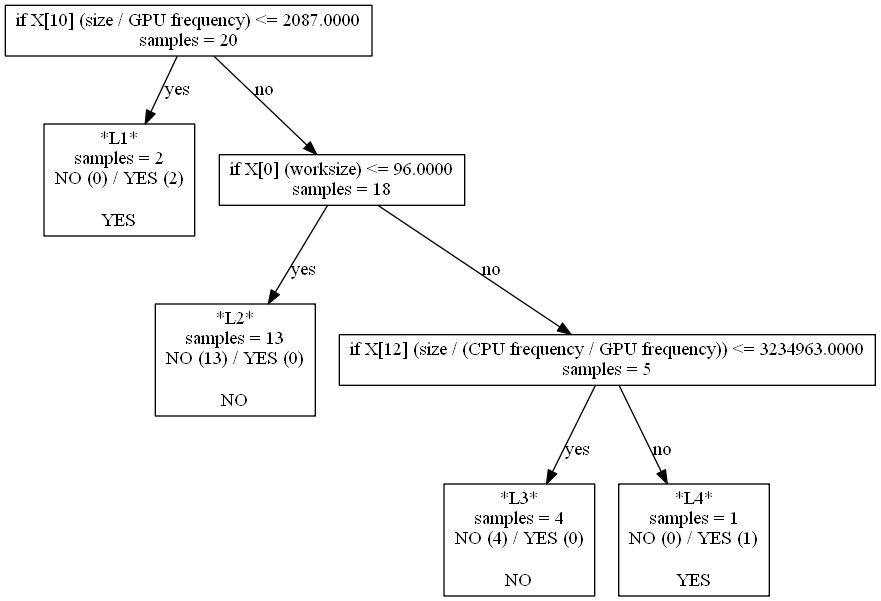 if X[10] (size / GPU frequency) <= 2087.0000
samples = 20
yes
no
*L1*
samples = 2
NO (0) / YES (2)
YES
if X[0] (worksize) <= 96.0000
samples = 18
yes
no
*L2*
samples = 13
NO (13) / YES (0)
NO
if X[12] (size / (CPU frequency / GPU frequency)) <= 3234963.0000
samples = 5
yes
no
*L3*
samples = 4
NO (4) / YES (0)
NO
*L4*
samples = 1
NO (0) / YES (1)
YES